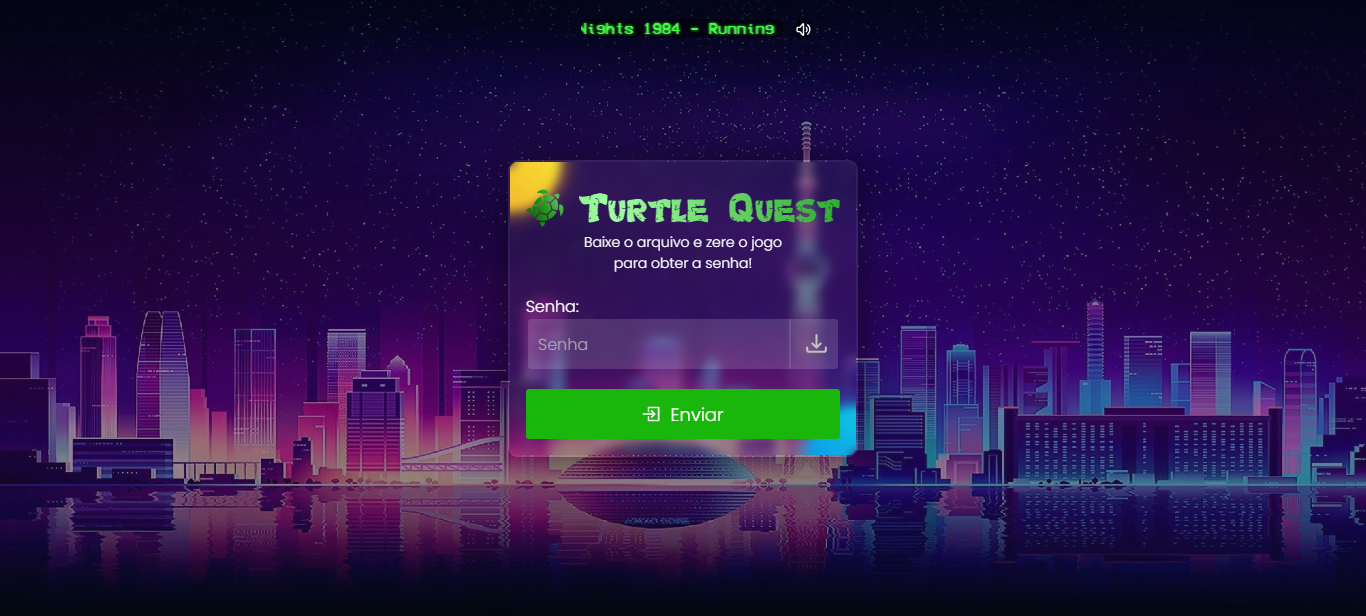 Nights 1984 - Running
Turtle Quest
Baixe o arquivo e zere o jogo
para obter a senha!
Senha:
Senha
Enviar